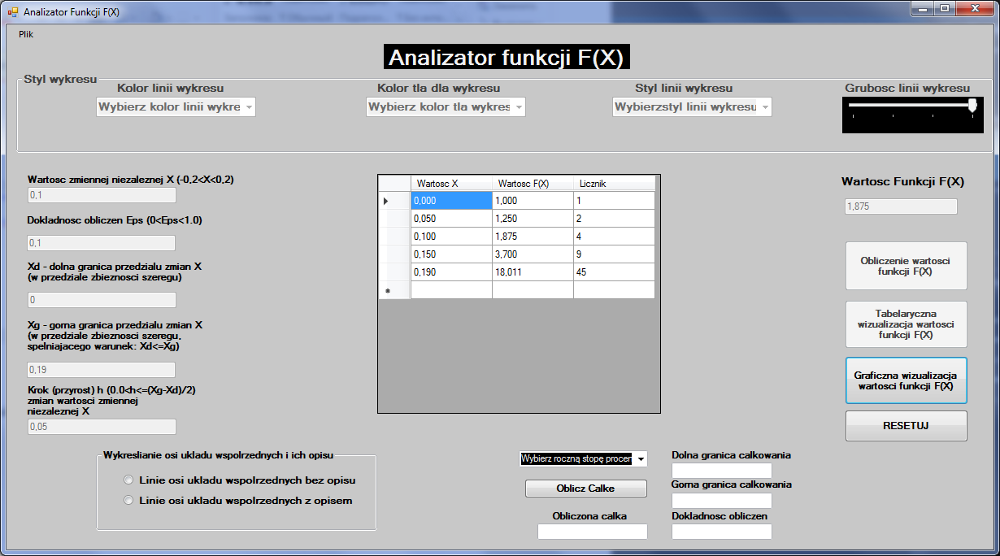 Analizator Funkcji F(X)
Plik
Analizator funkcji F(X)
Styl wykresu
Kolor linii wykresu
Kolor tla dla wykresu
Styl linii wykresu
Grubosc linii wykresu
Wybierz kolor linii wykre
Wybierz kolor tla wykres
Wybierzstyl linii wykresu
Wartosc zmiennej niezaleznej X (-0,2<X<0,2)
0,1
Dokladnosc obliczen Eps (0<Eps<1.0)
0,1
Xd - dolna granica przedzialu zmian X
(w przedziale zbieznosci szeregu)
0
Xg - gorna granica przedzialu zmian X
(w przedziale zbieznosci szeregu,
spelniajacego warunek: Xd<=Xg)
0,19
Krok (przyrost) h (0.0<h<=(Xg-Xd)/2)
zmian wartosci zmiennej
niezaleznej X
0,05
Wartosc X Wartosc F(X) Licznik
0,000 1,000 1
0,050 1,250 2
0,100 1,875 4
0,150 3,700 9
0,190 18,011 45
Wartosc Funkcji F(X)
1,875
Obliczenie wartosci
funkcji F(X)
Tabelaryczna
wizualizacja wartosci
funkcji F(X)
Graficzna wizualizacja
wartosci funkcji F(X)
RESETUJ
Wykreslianie osi ukladu wspolrzednych i ich opisu
Linie osi ukladu wspolrzednych bez opisu
Linie osi ukladu wspolrzednych z opisem
Wybierz roczną stopę procer
Oblicz Calke
Obliczona calka
Dolna granica calkowania
Gorna granica calkowania
Dokladnosc obliczen